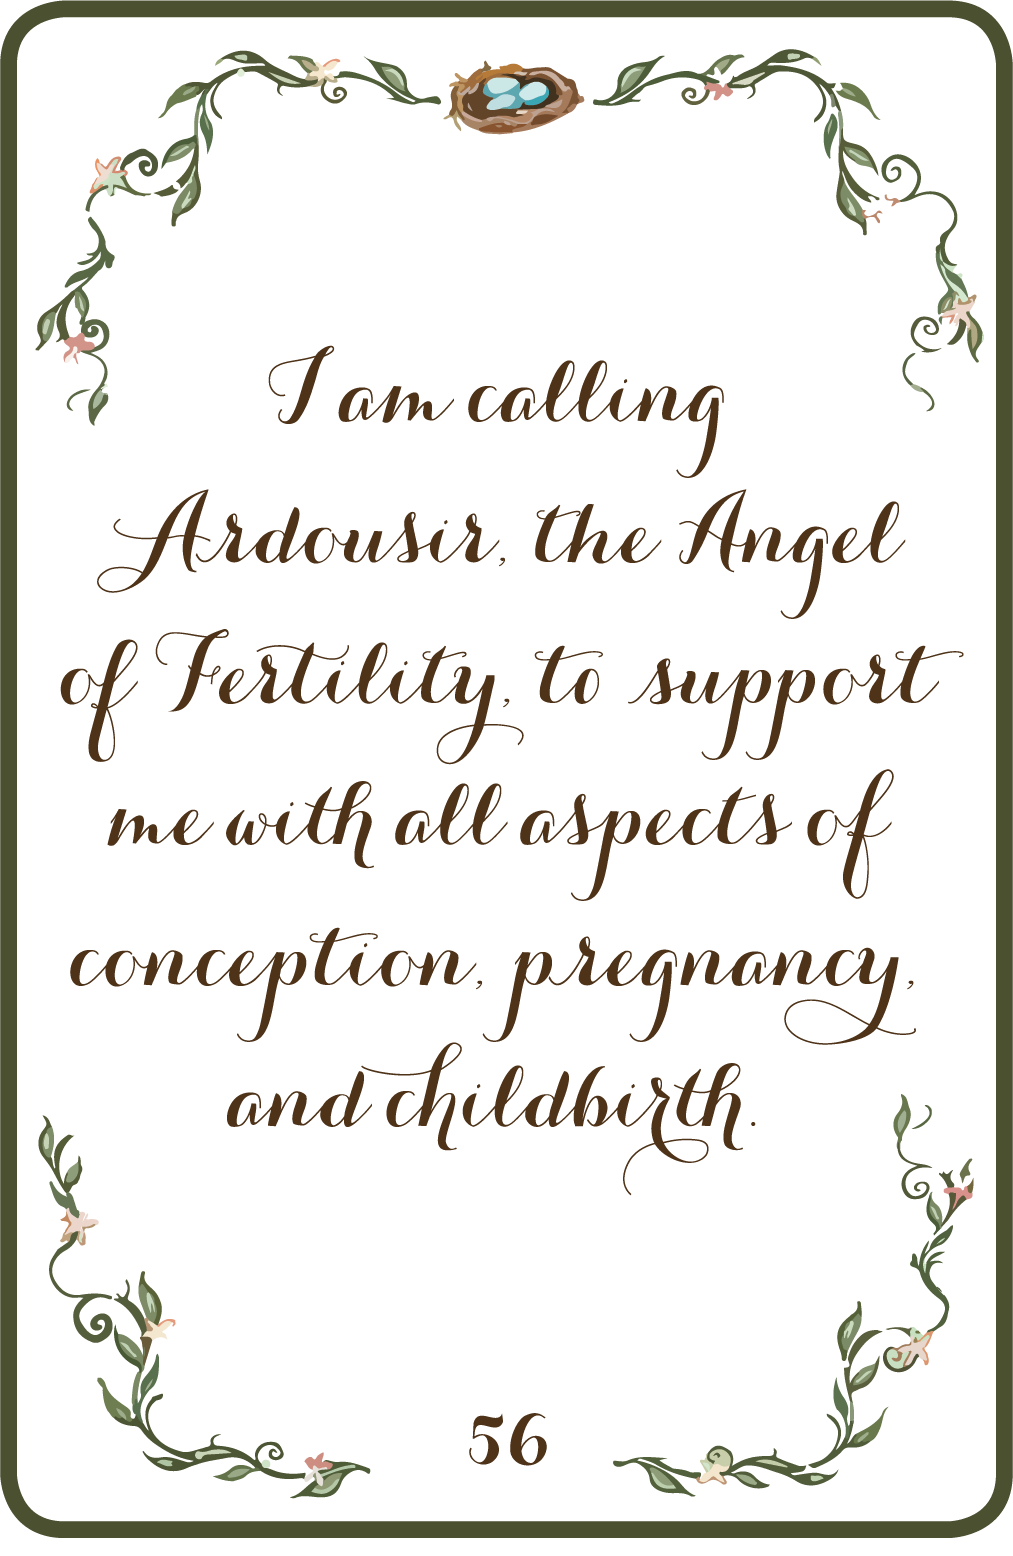 I am calling
Ardousir, the Angel
of Fertility, to support
me with all aspects of
conception, pregnancy,
and childbirth.
56